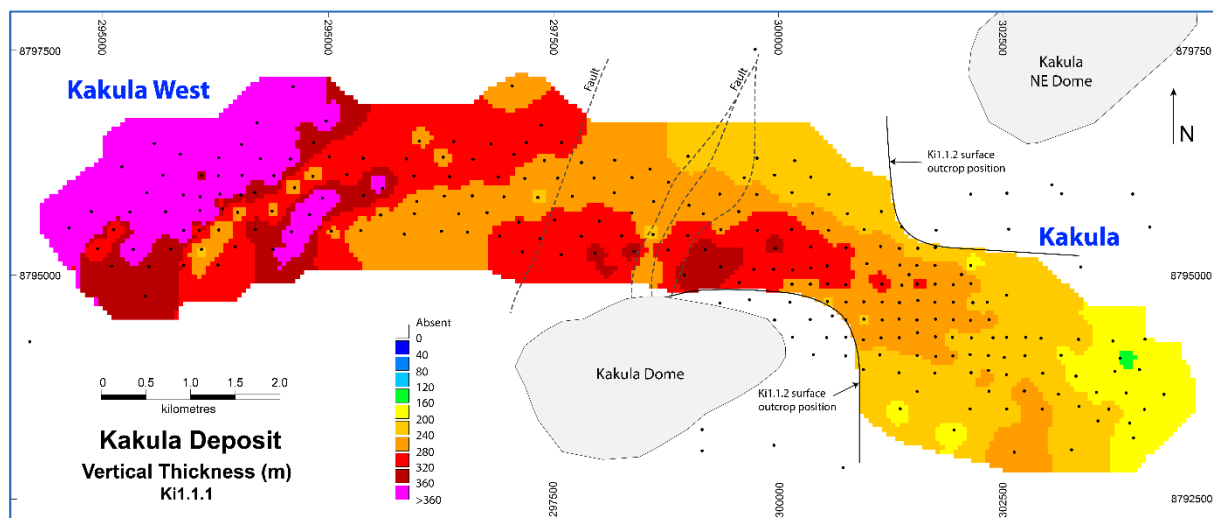 295000
295000
297500
300000
302500
8797500
8797500
Kakula West
Fault
Fault
Kakula
NE Dome
N
Ki1.1.2 surface
outcrop position
Kakula
8795000
8795000
Absent
0
40
80
120
160
200
240
280
320
360
>360
Kakula Dome
Ki1.1.2 surface
outcrop position
0 0.5 1.0 1.5 2.0
kilometres
Kakula Deposit
Vertical Thickness (m)
Ki1.1.1
297500
300000
302500
8792500